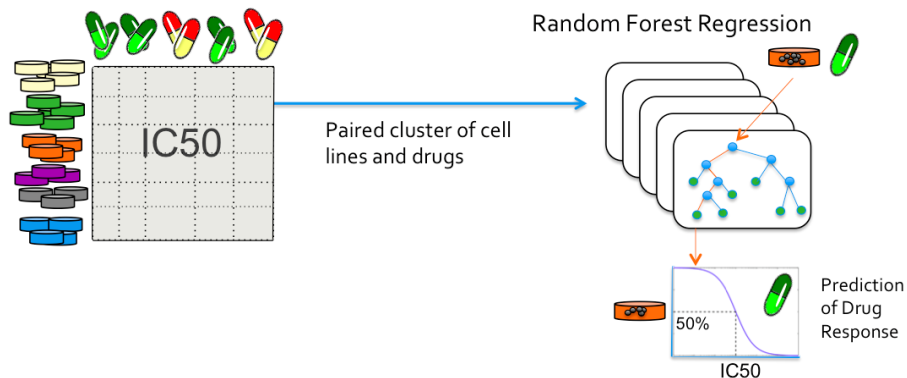 Random Forest Regression
IC50
Paired cluster of cell
lines and drugs
50%
IC50
Prediction
of Drug
Response